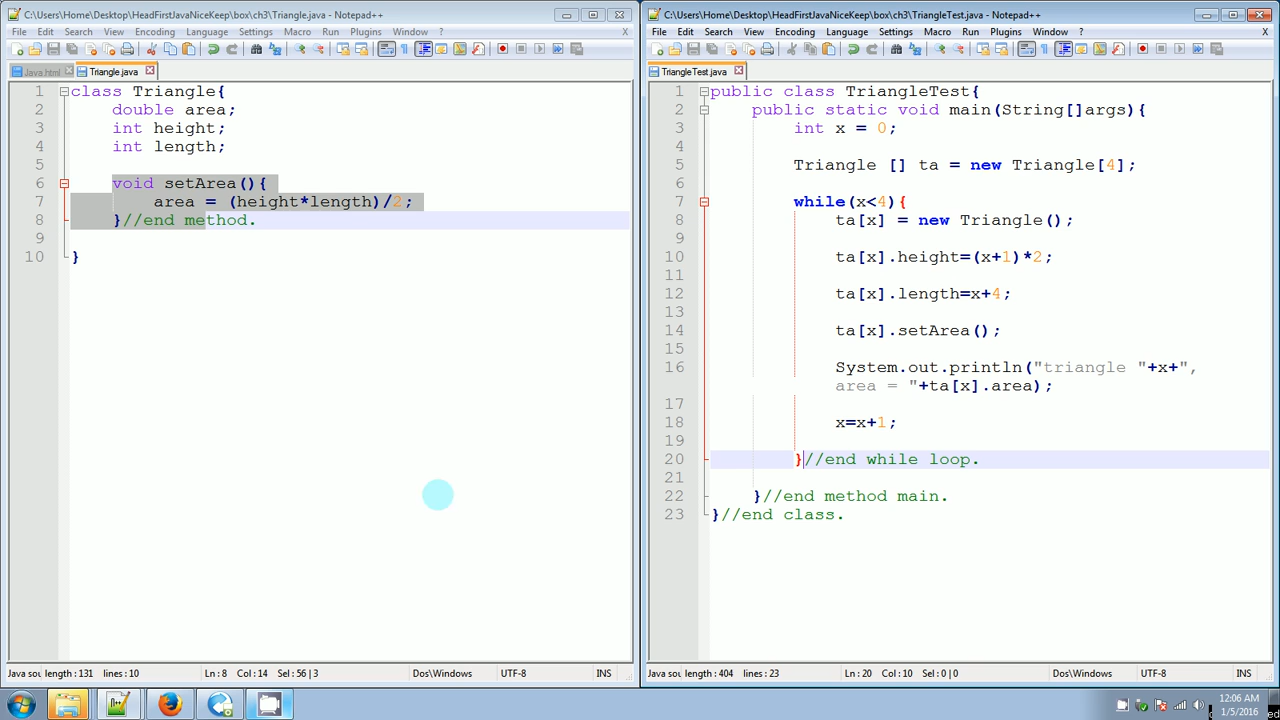 C:\Users\Home\Desktop\HeadFirstJavaNiceKeep\box\ch3\Triangle.java - Notepad++
File Edit Search View Encoding Language Settings Macro Run Plugins Window ? X
Java.html Triangle.java
1 class Triangle{
2 double area;
3 int height;
4 int length;
5
6 void setArea(){
7 area = (height*length)/2;
8 }//end method.
9
10 }
Java sou length : 131 lines : 10 Ln : 8 Col : 14 Sel : 56 | 3 Dos\Windows UTF-8 INS
C:\Users\Home\Desktop\HeadFirstJavaNiceKeep\box\ch3\TriangleTest.java - Notepad++
File Edit Search View Encoding Language Settings Macro Run Plugins Window ? X
TriangleTest.java
1 public class TriangleTest{
2 public static void main(String[]args){
3 int x = 0;
4
5 Triangle [] ta = new Triangle[4];
6
7 while(x<4){
8 ta[x] = new Triangle();
9
10 ta[x].height=(x+1)*2;
11
12 ta[x].length=x+4;
13
14 ta[x].setArea();
15
16 System.out.println("triangle "+x+",
area = "+ta[x].area);
17
18 x=x+1;
19
20 }//end while loop.
21
22 }//end method main.
23 }//end class.
Java sou length : 404 lines : 23 Ln : 20 Col : 10 Sel : 0 | 0 Dos\Windows UTF-8 INS
12:06 AM
1/5/2016